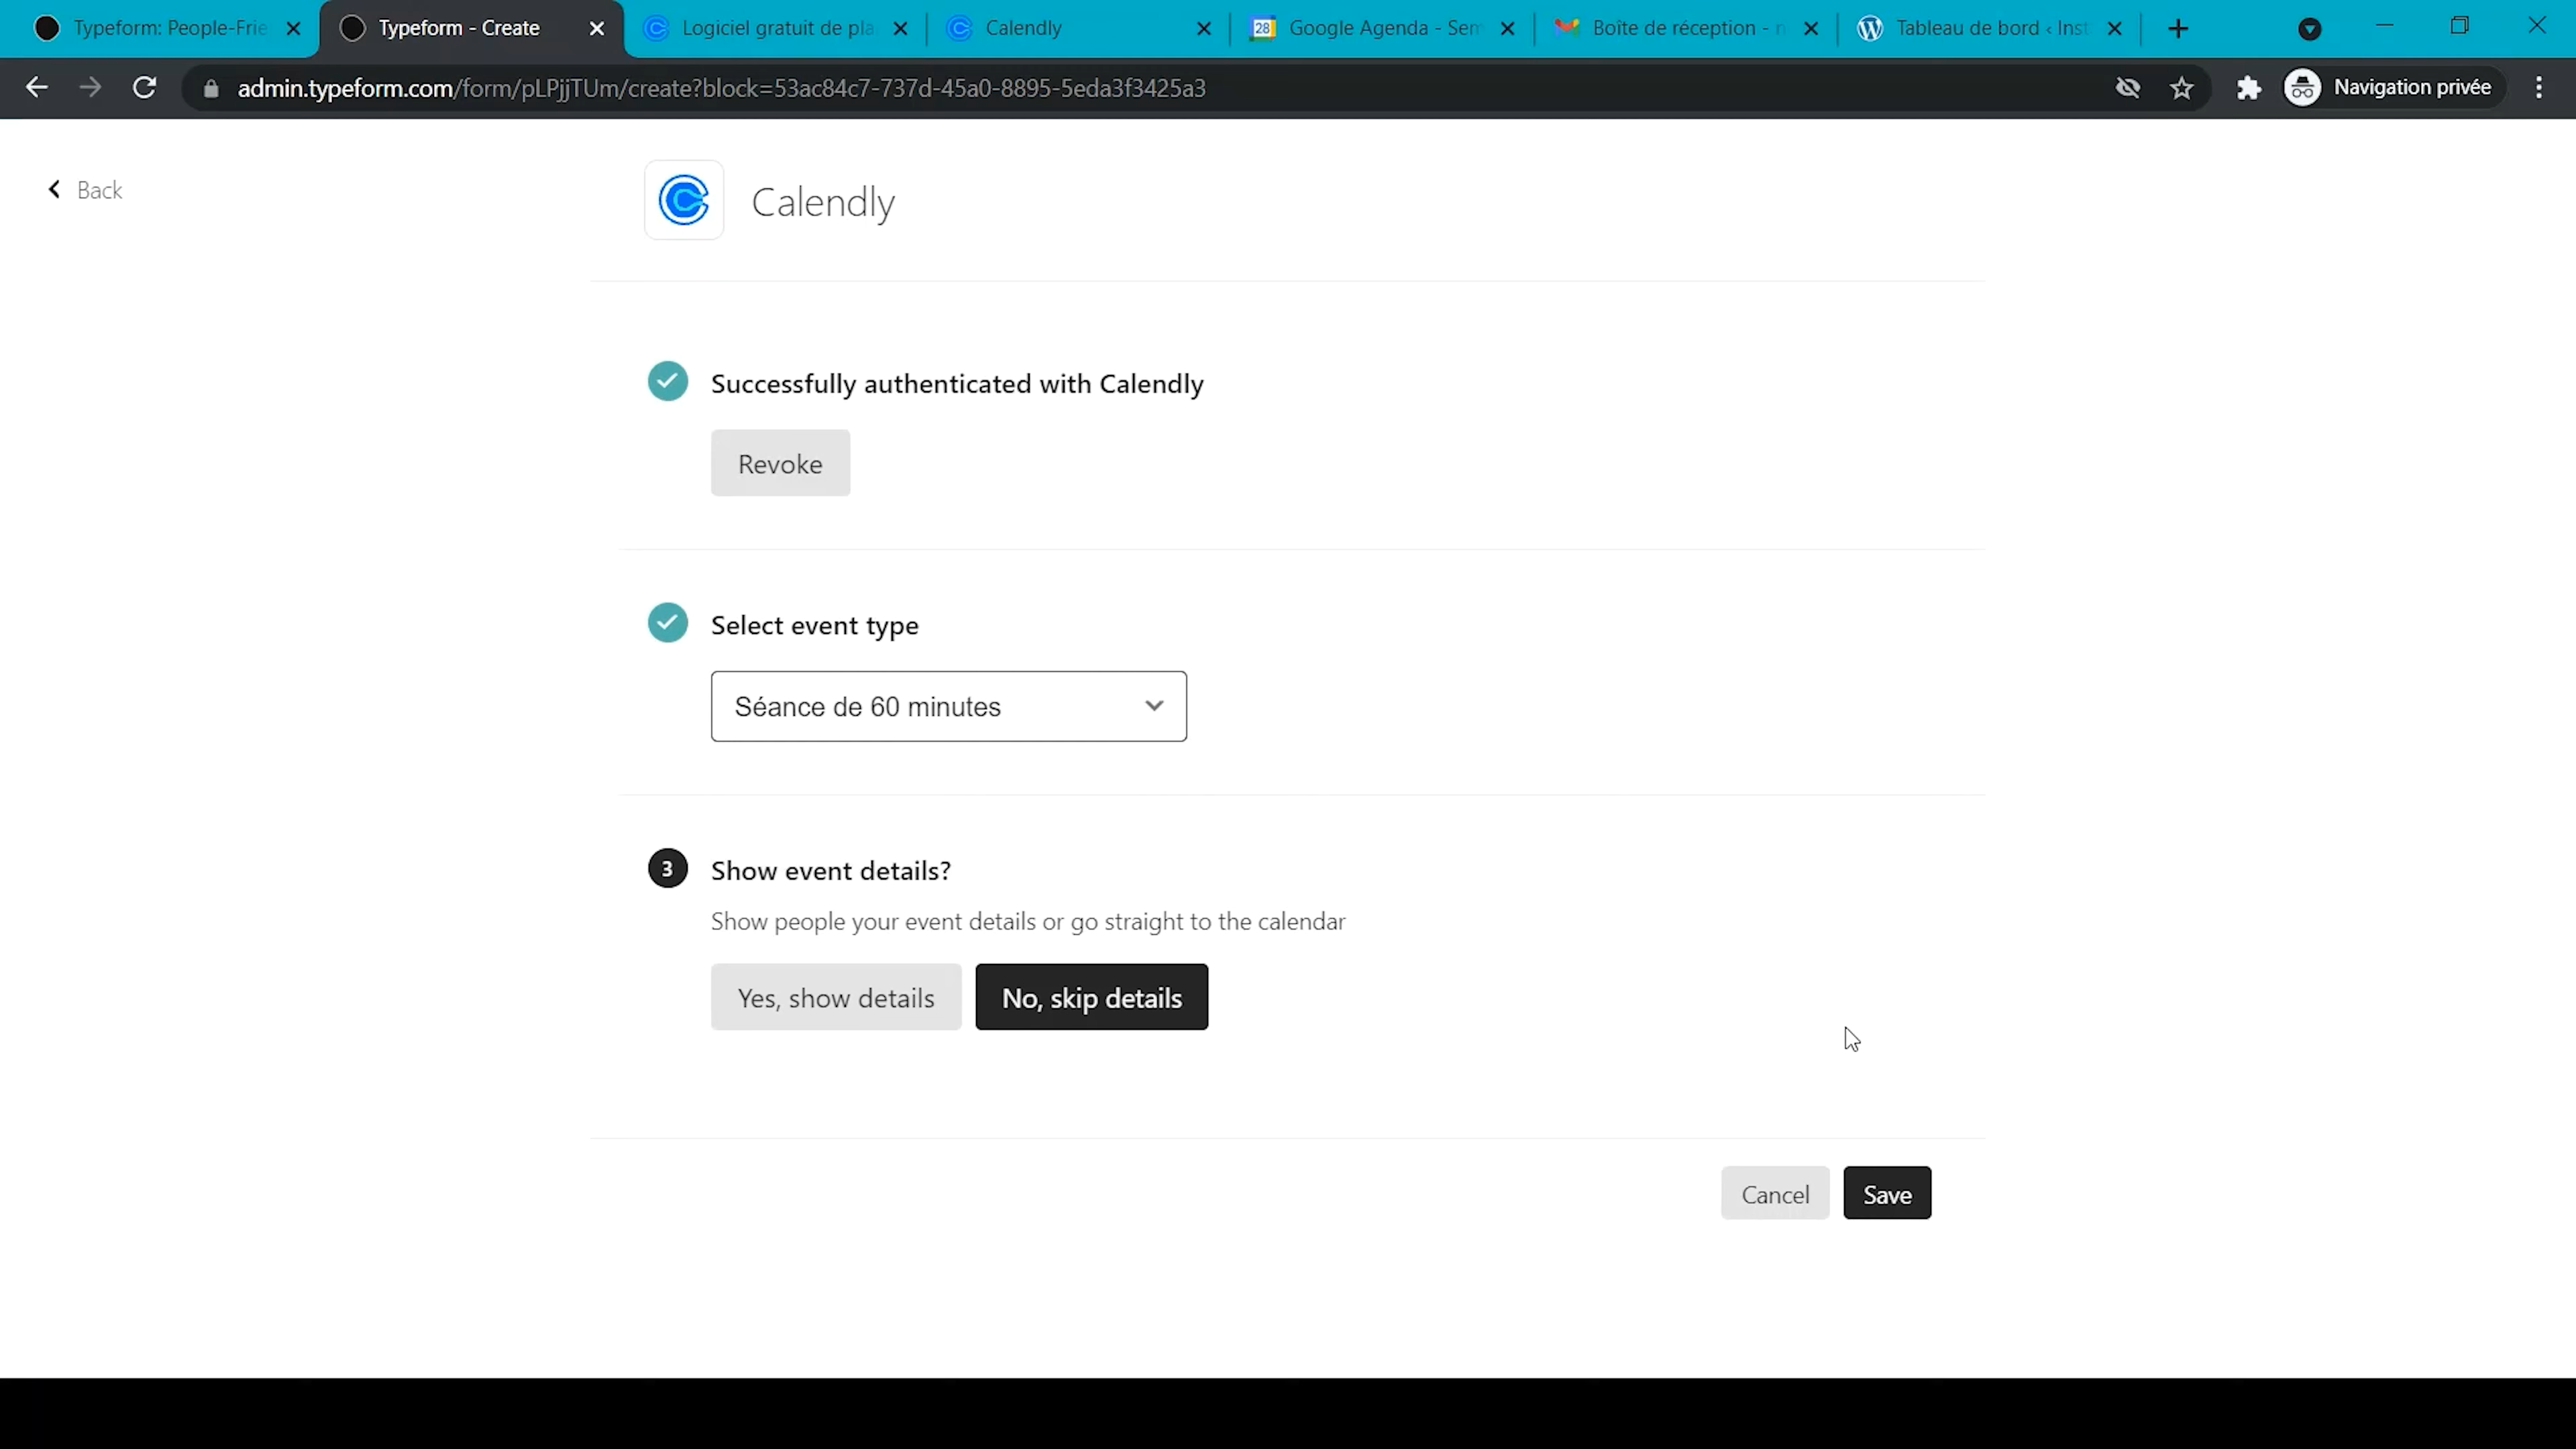 Typeform: People-Frie
Typeform - Create
Logiciel gratuit de pla
Calendly
28
Google Agenda - Sem
Boîte de réception - n
Tableau de bord ‹ Inst
admin.typeform.com/form/pLPjjTUm/create?block=53ac84c7-737d-45a0-8895-5eda3f3425a3
Navigation privée
Back
Calendly
Successfully authenticated with Calendly
Revoke
Select event type
Séance de 60 minutes
3
Show event details?
Show people your event details or go straight to the calendar
Yes, show details
No, skip details
Cancel
Save